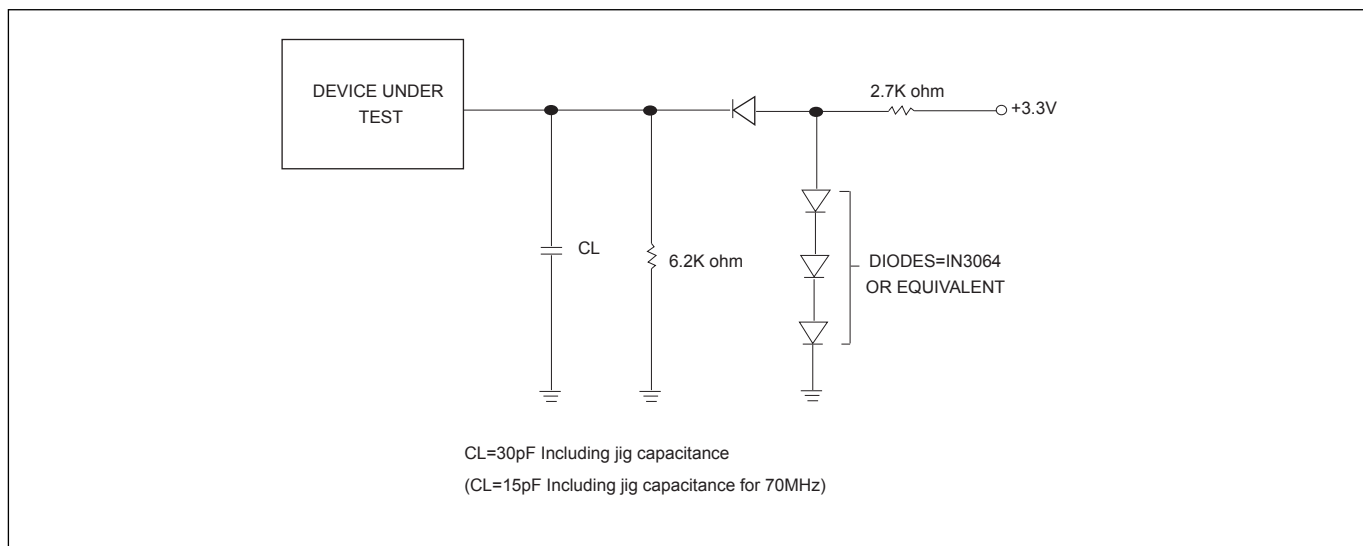 DEVICE UNDER
TEST
2.7K ohm
+3.3V
CL
6.2K ohm
DIODES=IN3064
OR EQUIVALENT
CL=30pF Including jig capacitance
(CL=15pF Including jig capacitance for 70MHz)